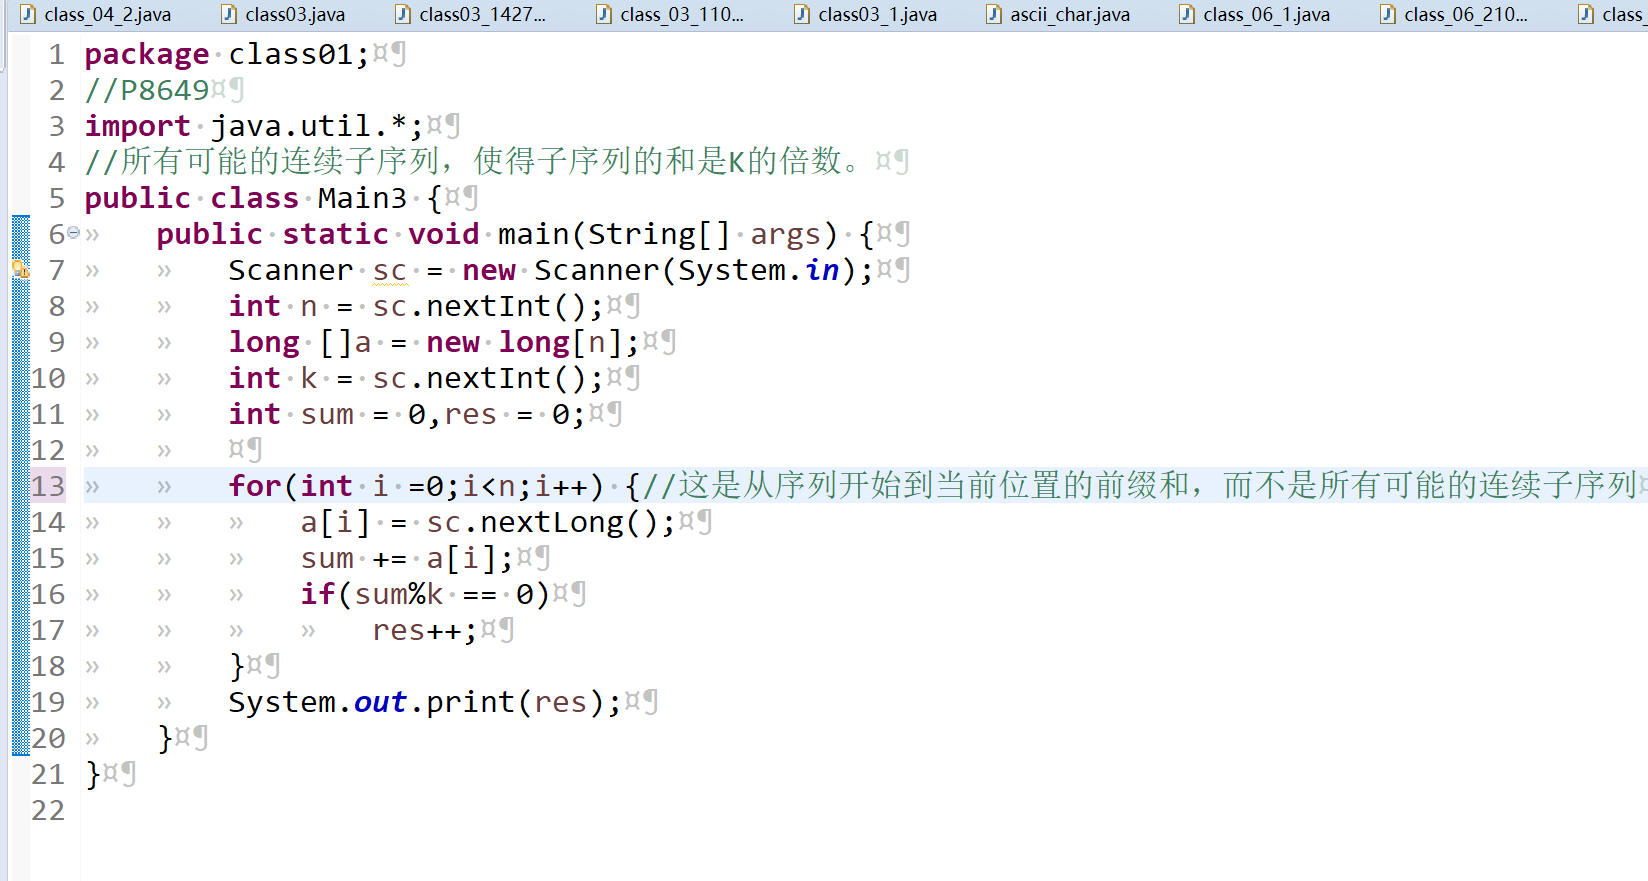 class_04_2.java class03.java class03_1427... class_03_110... class03_1.java ascii_char.java class_06_1.java class_06_210... class_
1 package class01;
2 //P8649
3 import java.util.*;
4 //所有可能的连续子序列，使得子序列的和是K的倍数。
5 public class Main3 {
6 public static void main(String[] args) {
7 Scanner sc = new Scanner(System.in);
8 int n = sc.nextInt();
9 long []a = new long[n];
10 int k = sc.nextInt();
11 int sum = 0,res = 0;
12
13 for(int i =0;i<n;i++) {//这是从序列开始到当前位置的前缀和，而不是所有可能的连续子序列
14 a[i] = sc.nextLong();
15 sum += a[i];
16 if(sum%k == 0)
17 res++;
18 }
19 System.out.print(res);
20 }
21 }
22